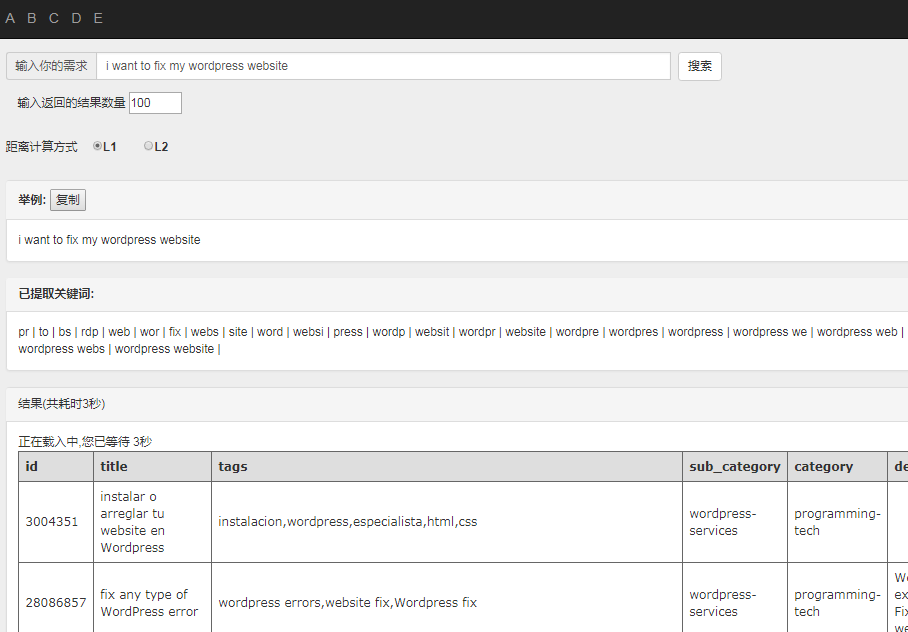 A B C D E
输入你的需求 i want to fix my wordpress website 搜索
输入返回的结果数量 100
距离计算方式 L1 L2
举例: 复制
i want to fix my wordpress website
已提取关键词:
pr | to | bs | rdp | web | wor | fix | webs | site | word | websi | press | wordp | websit | wordpr | website | wordpre | wordpres | wordpress | wordpress we | wordpress web |
wordpress webs | wordpress website |
结果(共耗时3秒)
正在载入中,您已等待 3秒
id title tags sub_category category de
3004351
instalar o
arreglar tu
website en
Wordpress
instalacion,wordpress,especialista,html,css
wordpress-
services
programming-
tech
28086857
fix any type of
WordPress error
wordpress errors,website fix,Wordpress fix
wordpress-
services
programming-
tech
ex
Fix